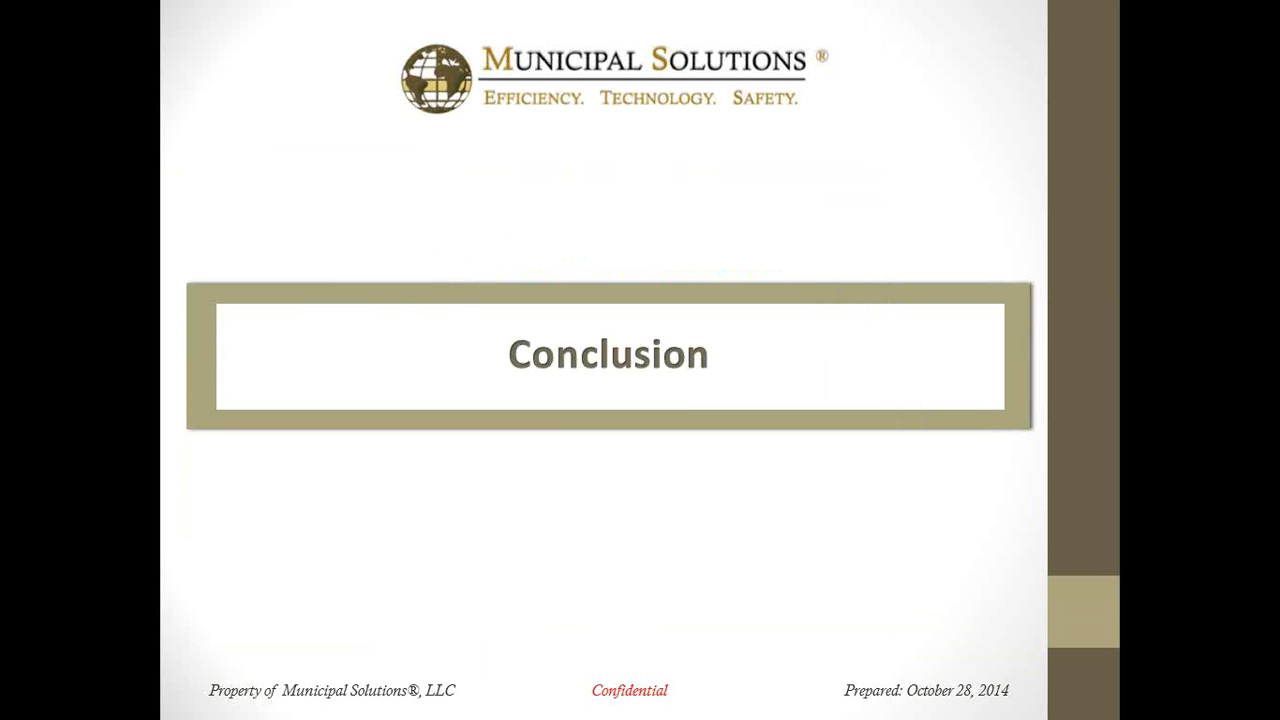 MUNICIPAL SOLUTIONS ®
EFFICIENCY. TECHNOLOGY. SAFETY.
Conclusion
Property of Municipal Solutions®, LLC
Confidential
Prepared: October 28, 2014